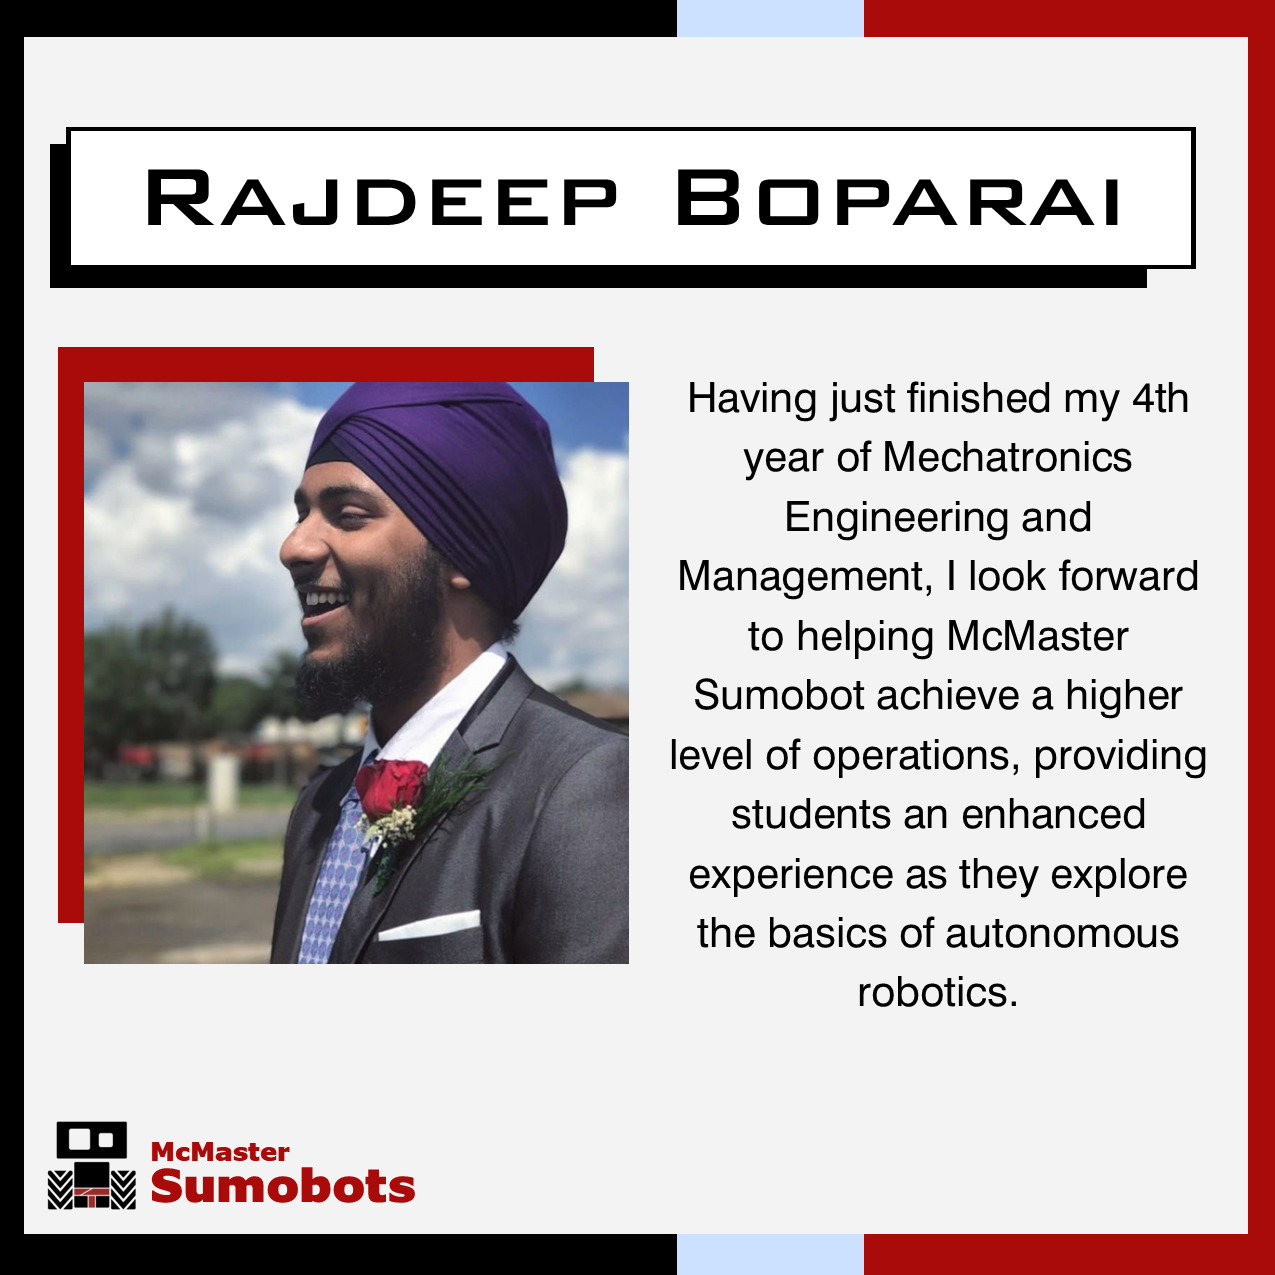 Rajdeep Boparai
Having just finished my 4th
year of Mechatronics
Engineering and
Management, I look forward
to helping McMaster
Sumobot achieve a higher
level of operations, providing
students an enhanced
experience as they explore
the basics of autonomous
robotics.
McMaster
Sumobots